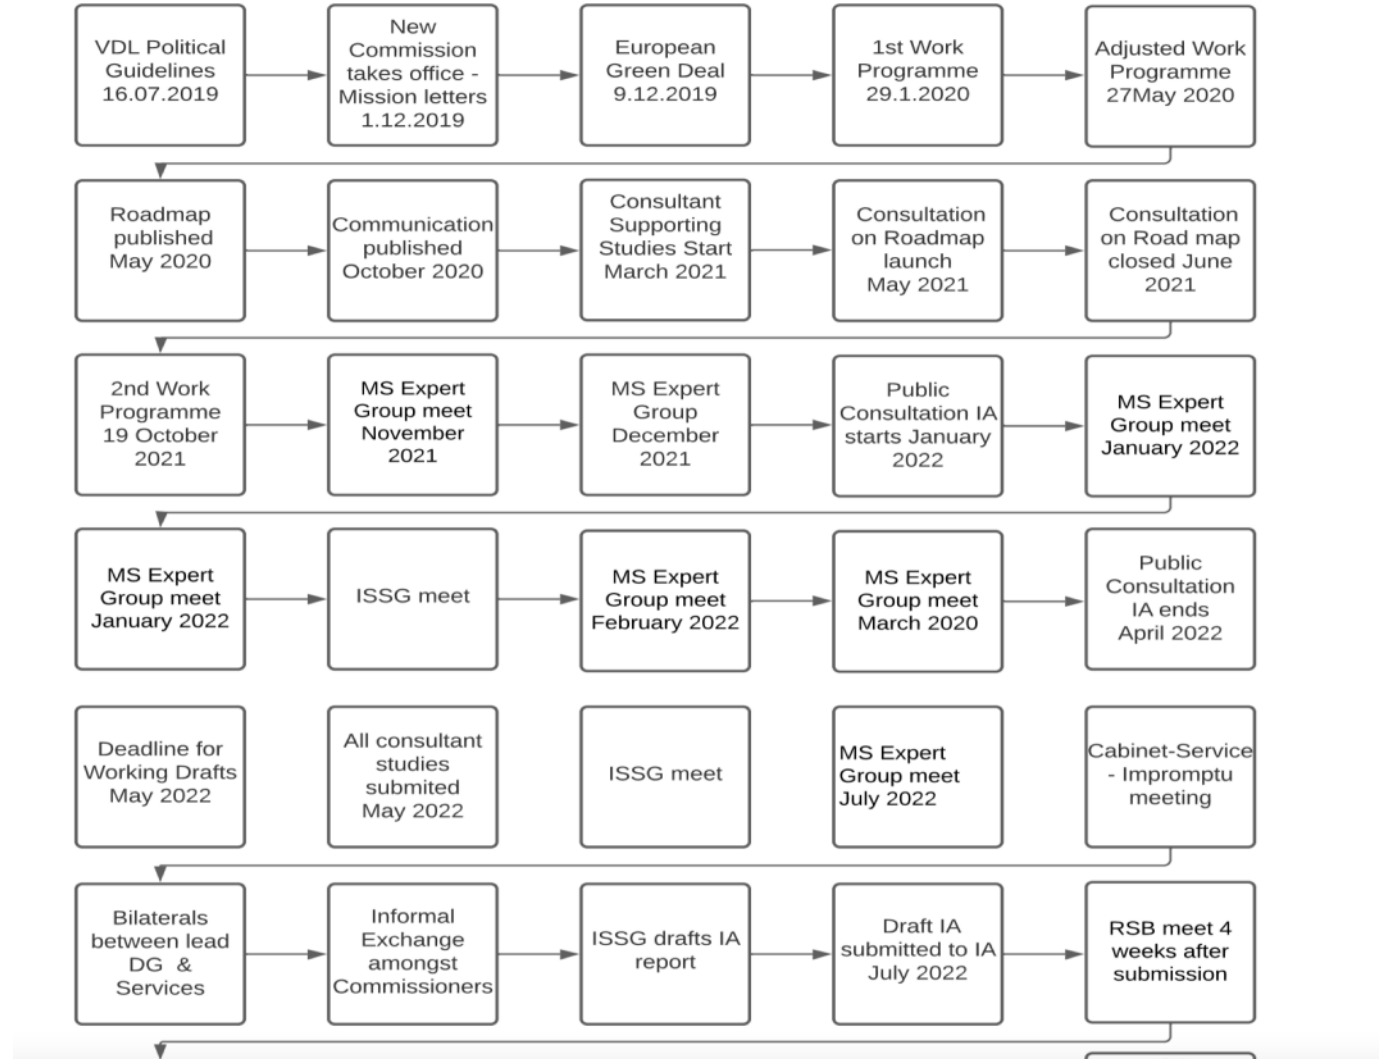 VDL Political
Guidelines
16.07.2019
New
Commission
takes office -
Mission letters
1.12.2019
European
Green Deal
9.12.2019
1st Work
Programme
29.1.2020
Adjusted Work
Programme
27May 2020
Roadmap
published
May 2020
Communication
published
October 2020
Consultant
Supporting
Studies Start
March 2021
Consultation
on Roadmap
launch
May 2021
Consultation
on Road map
closed June
2021
2nd Work
Programme
19 October
2021
MS Expert
Group meet
November
2021
MS Expert
Group
December
2021
Public
Consultation IA
starts January
2022
MS Expert
Group meet
January 2022
MS Expert
Group meet
January 2022
ISSG meet
MS Expert
Group meet
February 2022
MS Expert
Group meet
March 2020
Public
Consultation
IA ends
April 2022
Deadline for
Working Drafts
May 2022
All consultant
studies
submited
May 2022
ISSG meet
MS Expert
Group meet
July 2022
Cabinet-Service
- Impromptu
meeting
Bilaterals
between lead
DG &
Services
Informal
Exchange
amongst
Commissioners
ISSG drafts IA
report
Draft IA
submitted to IA
July 2022
RSB meet 4
weeks after
submission